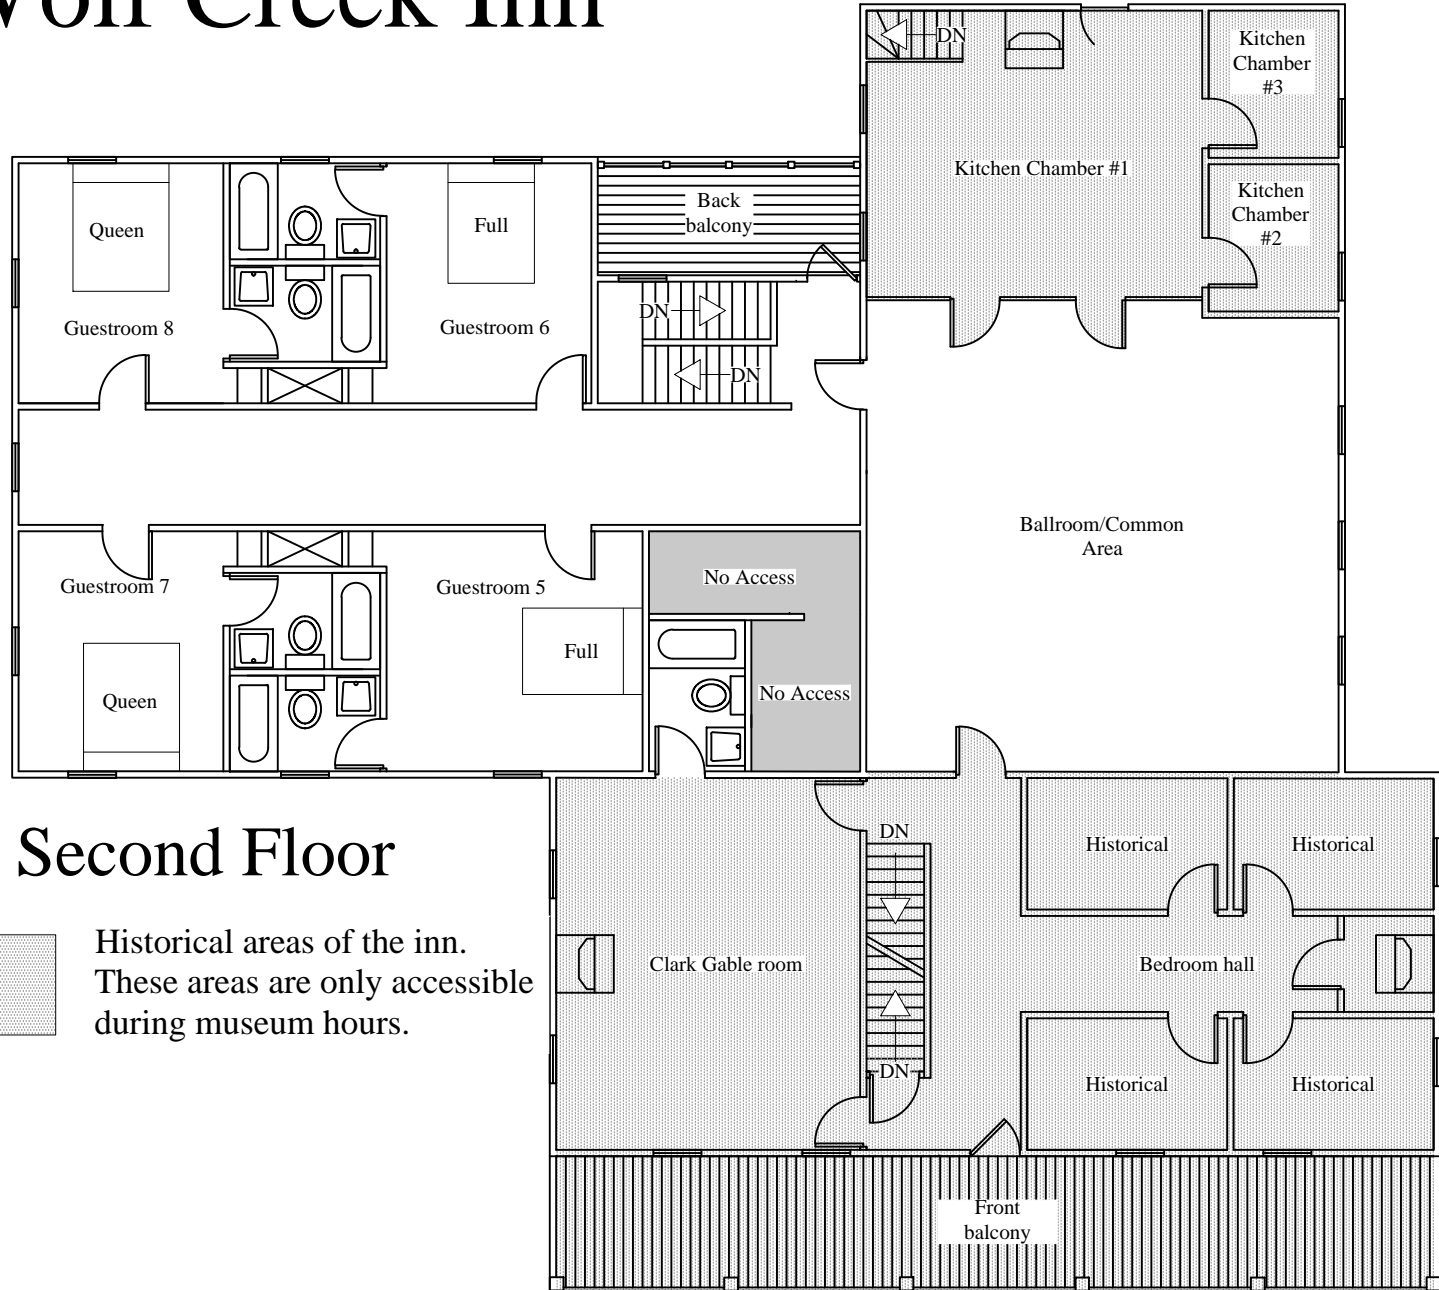 Wolf Creek Inn
DN
Kitchen
Chamber
#3
Kitchen Chamber #1
Kitchen
Chamber
#2
Queen
Full
Back
balcony
Guestroom 8
Guestroom 6
DN
DN
Ballroom/Common
Area
Guestroom 7
Guestroom 5
No Access
Full
No Access
Queen
Second Floor
DN
Historical
Historical
Historical areas of the inn.
These areas are only accessible
during museum hours.
Clark Gable room
Bedroom hall
DN
Historical
Historical
Front
balcony